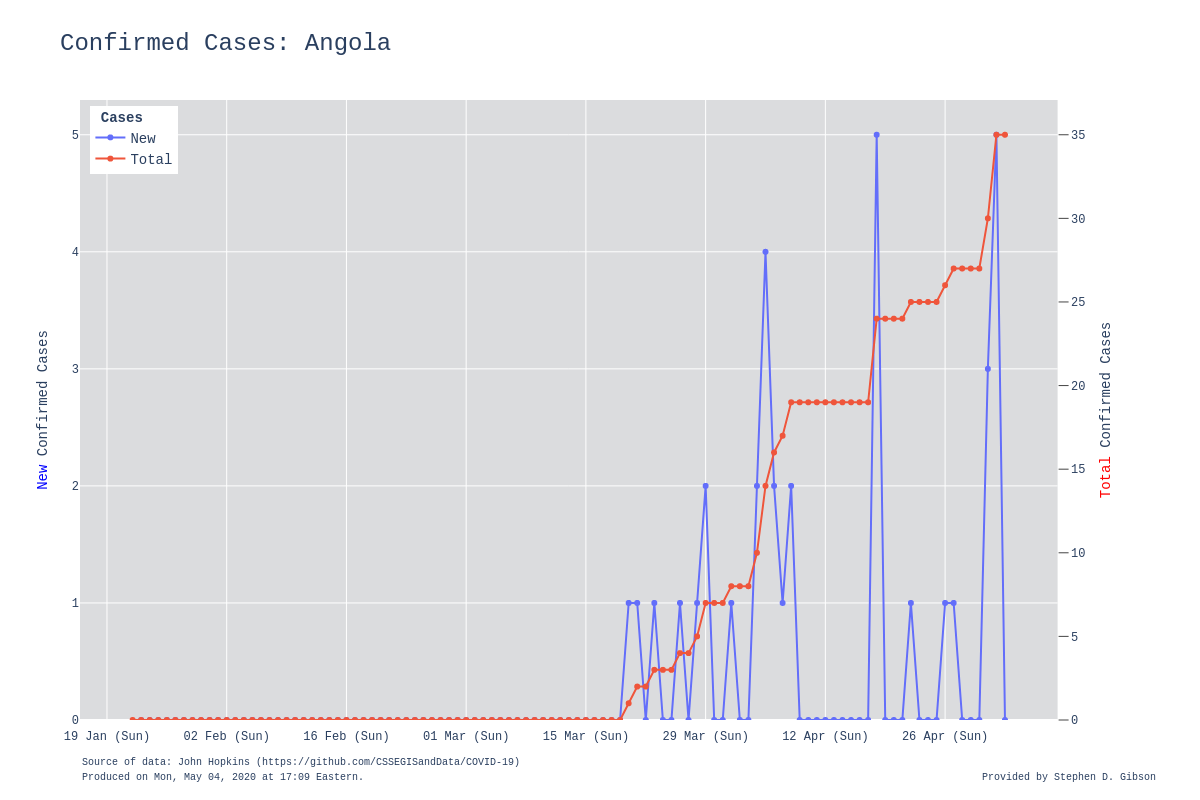 Confirmed Cases: Angola
Cases
New
Total
5
4
3
2
1
0
New Confirmed Cases
35
30
25
20
15
10
5
0
Total Confirmed Cases
19 Jan (Sun) 02 Feb (Sun) 16 Feb (Sun) 01 Mar (Sun) 15 Mar (Sun) 29 Mar (Sun) 12 Apr (Sun) 26 Apr (Sun)
Source of data: John Hopkins (https://github.com/CSSEGISandData/COVID-19)
Produced on Mon, May 04, 2020 at 17:09 Eastern.
Provided by Stephen D. Gibson